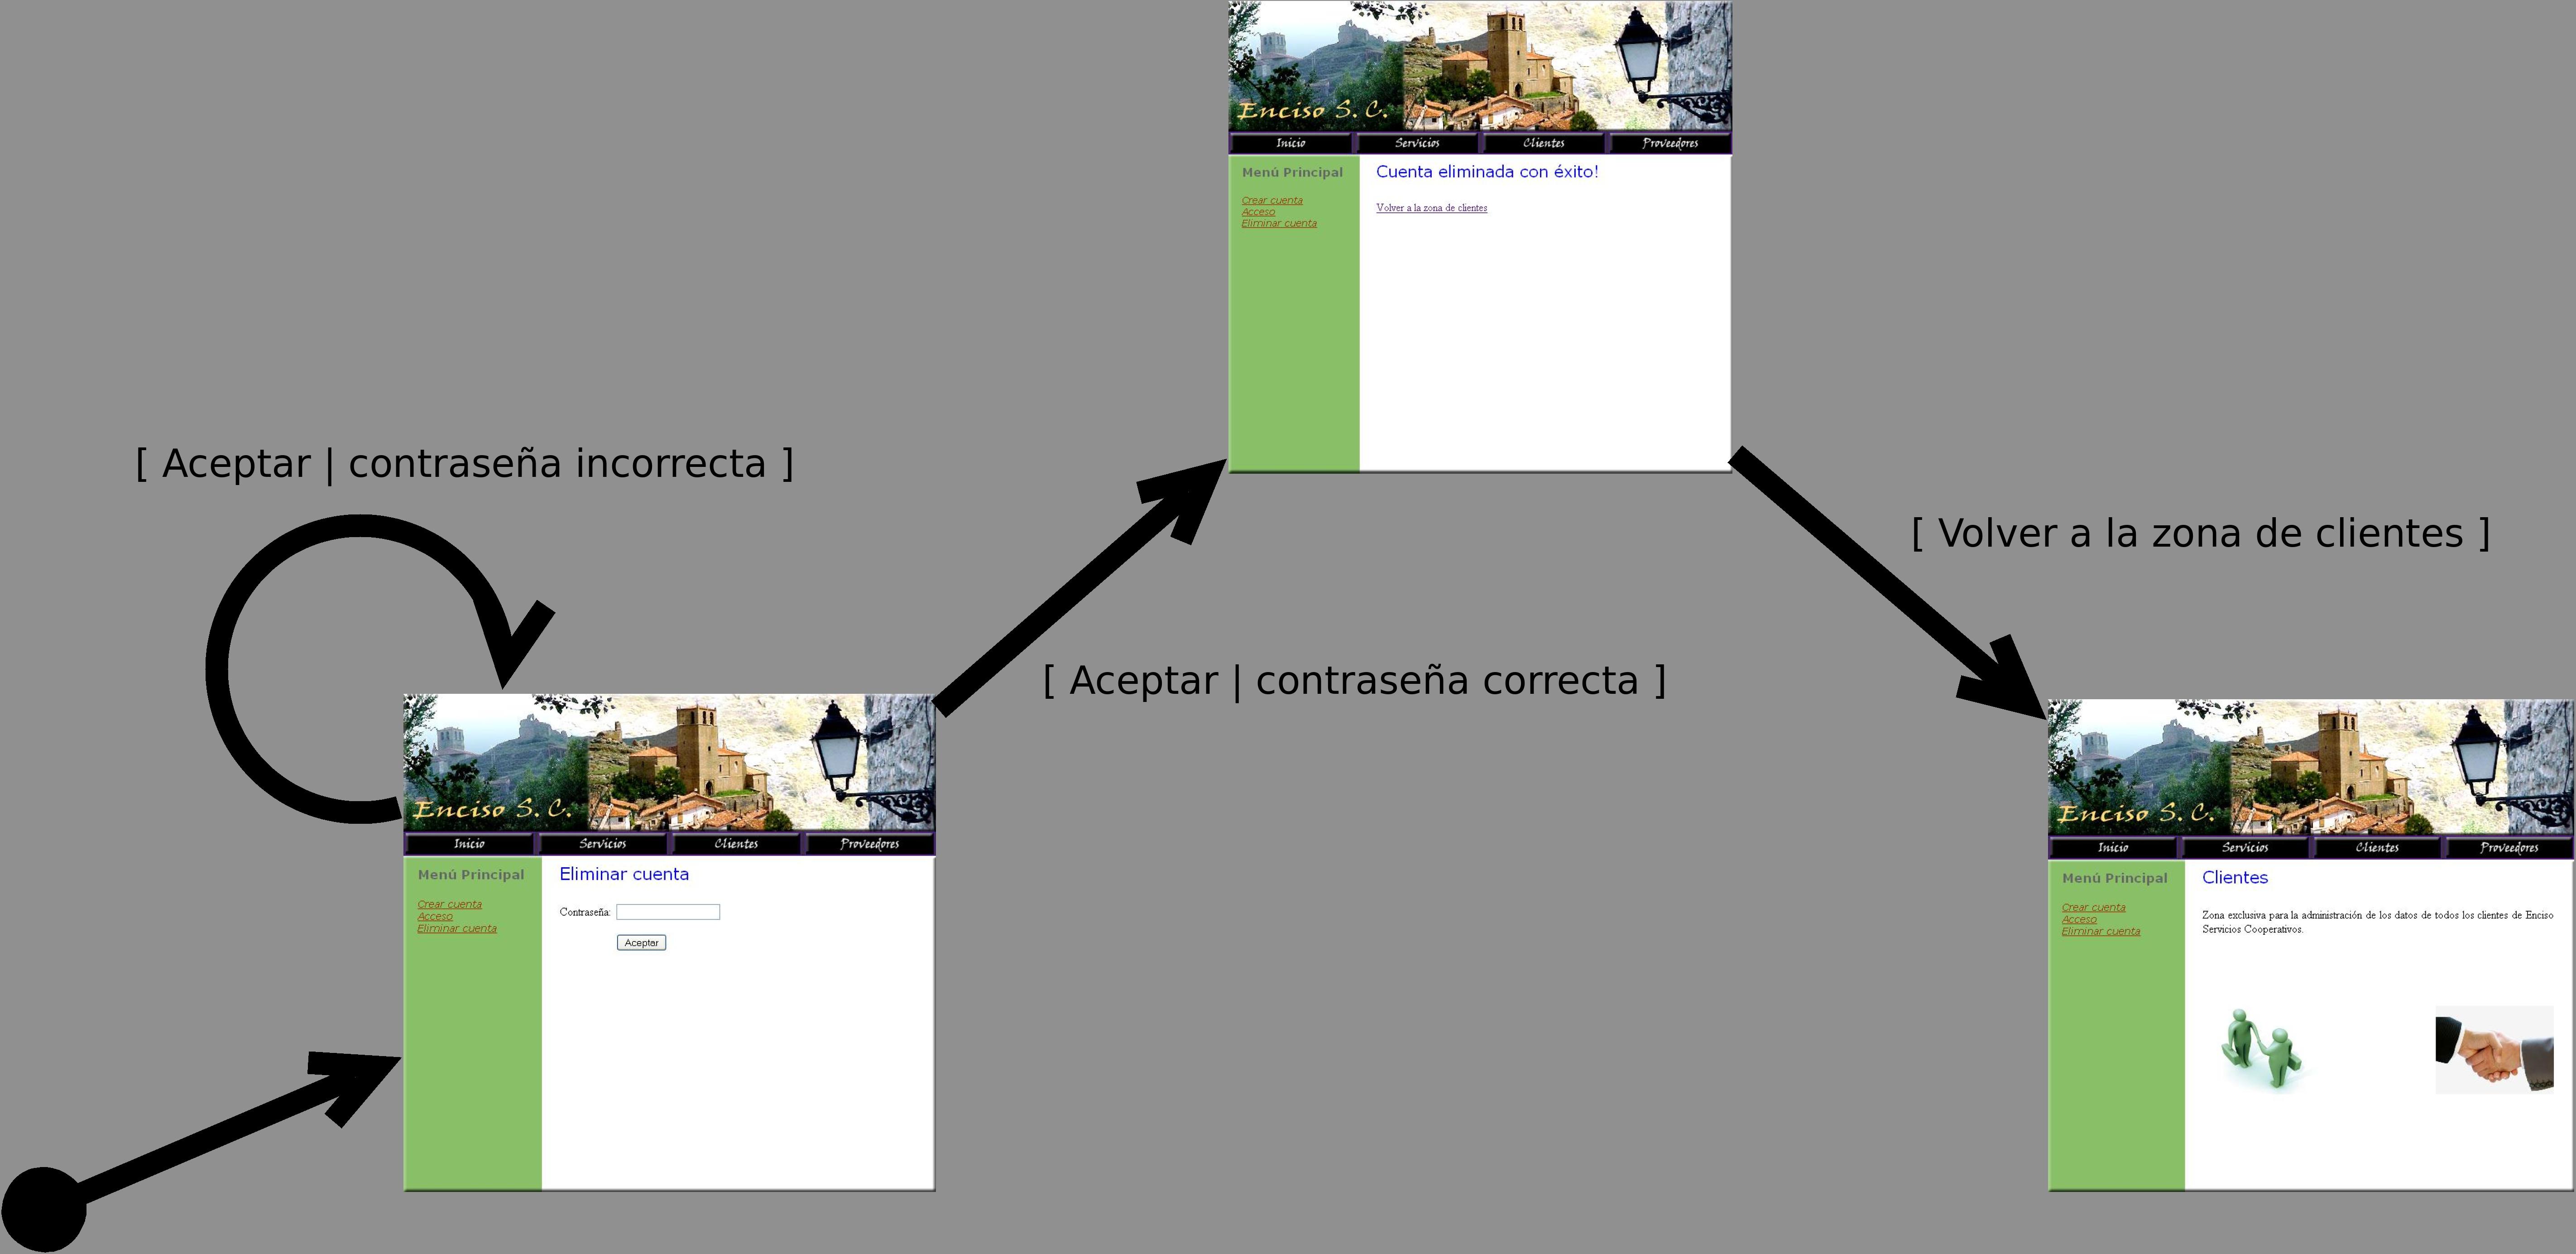 Enciso S. C.
Inicio Servicios Clientes Proveedores
Menú Principal
Crear cuenta
Acceso
Eliminar cuenta
Cuenta eliminada con éxito!
Volver a la zona de clientes
[ Aceptar | contraseña incorrecta ]
[ Volver a la zona de clientes ]
[ Aceptar | contraseña correcta ]
Enciso S. C.
Inicio Servicios Clientes Proveedores
Menú Principal
Crear cuenta
Acceso
Eliminar cuenta
Eliminar cuenta
Contraseña:
Aceptar
Enciso S. C.
Inicio Servicios Clientes Proveedores
Menú Principal
Crear cuenta
Acceso
Eliminar cuenta
Clientes
Zona exclusiva para la administración de los datos de todos los clientes de Enciso
Servicios Cooperativos.